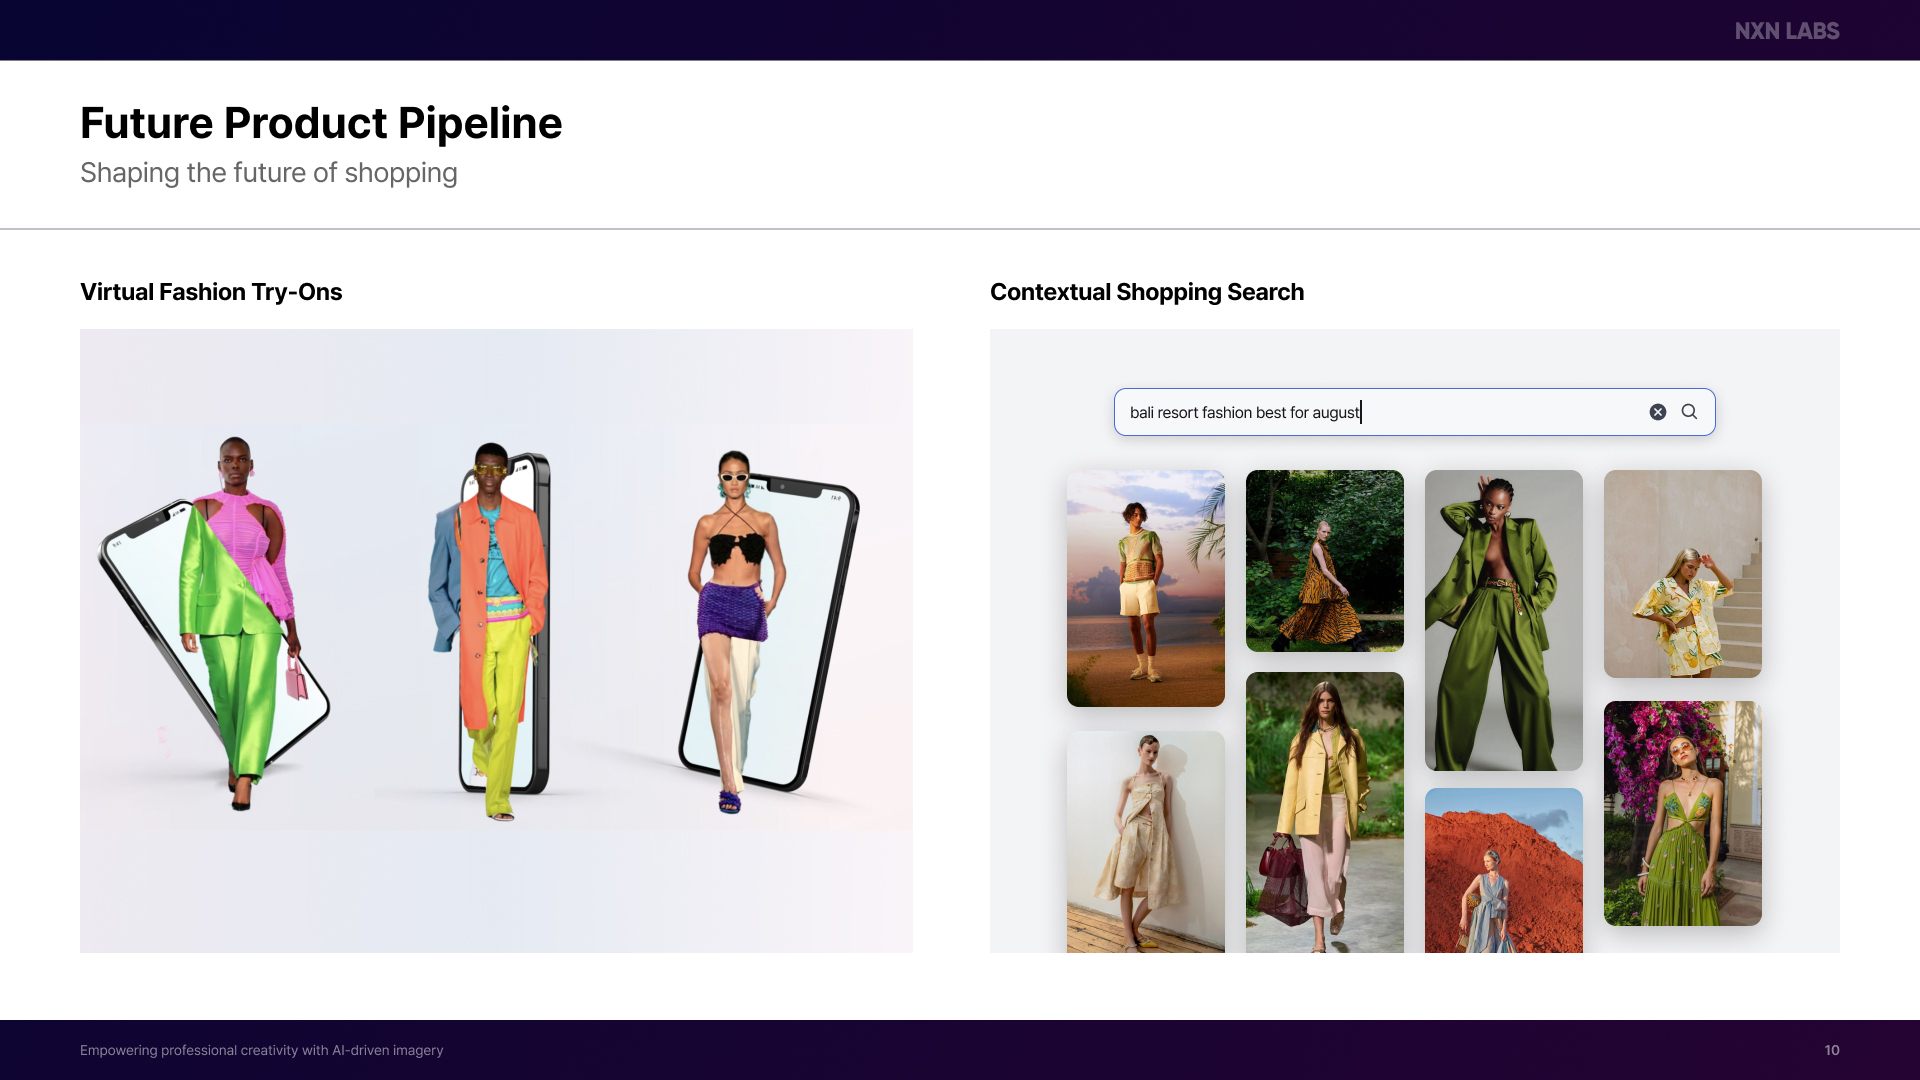 NXN LABS
Future Product Pipeline
Shaping the future of shopping
Virtual Fashion Try-Ons
Contextual Shopping Search
bali resort fashion best for august
Empowering professional creativity with AI-driven imagery
10